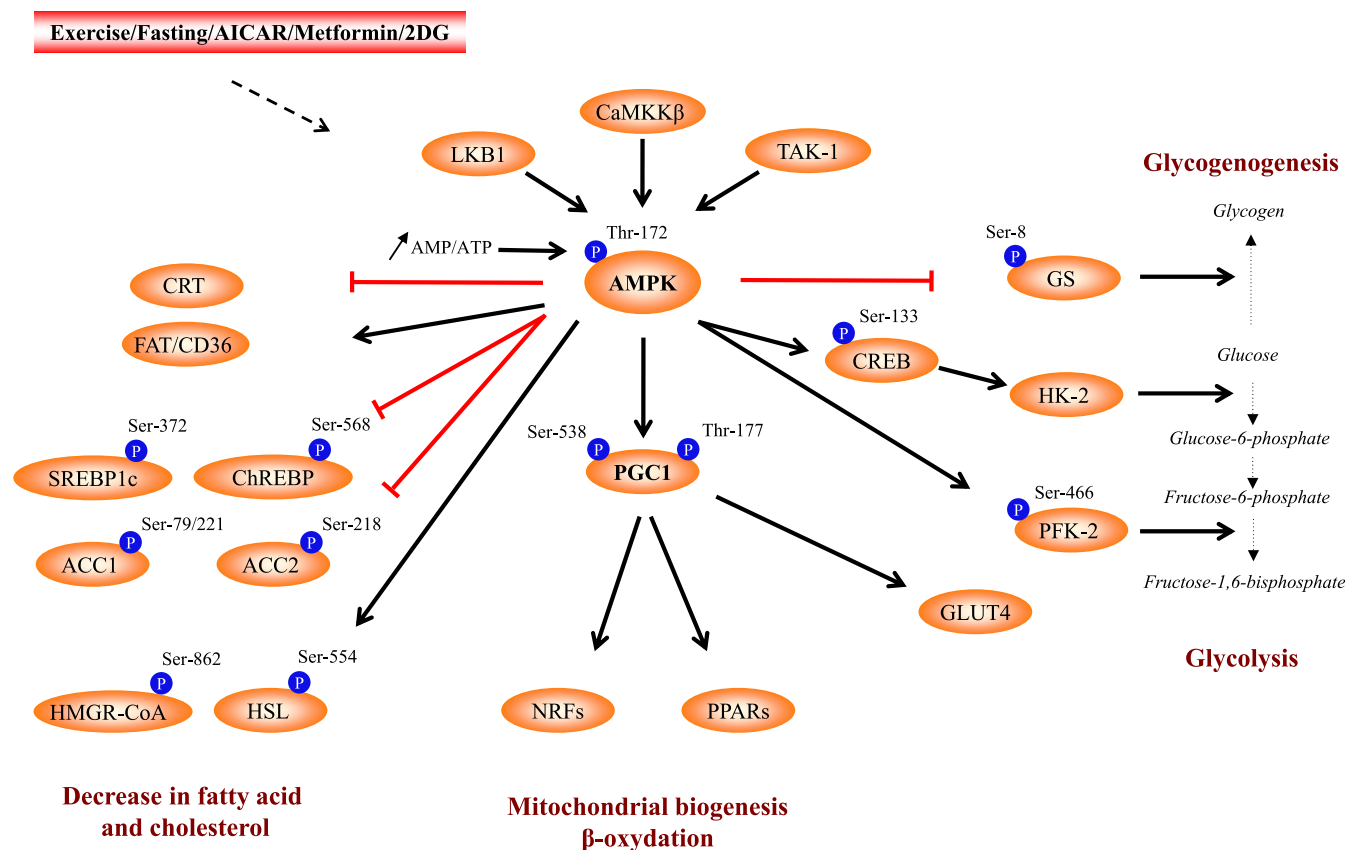 Exercise/Fasting/AICAR/Metformin/2DG
CaMKKβ
LKB1
TAK-1
Glycogenogenesis
Thr-172
P
AMP/ATP
AMPK
CRT
FAT/CD36
Ser-8
P
GS
Glycogen
Ser-133
P
CREB
HK-2
Glucose
Glucose-6-phosphate
Ser-372
P
SREBP1c
Ser-568
P
ChREBP
Ser-538
P
Thr-177
P
PGC1
Ser-466
P
PFK-2
Fructose-6-phosphate
Fructose-1,6-bisphosphate
Ser-79/221
P
ACC1
Ser-218
P
ACC2
GLUT4
Glycolysis
Ser-862
P
HMGR-CoA
Ser-554
P
HSL
NRFs
PPARs
Decrease in fatty acid
and cholesterol
Mitochondrial biogenesis
β-oxydation